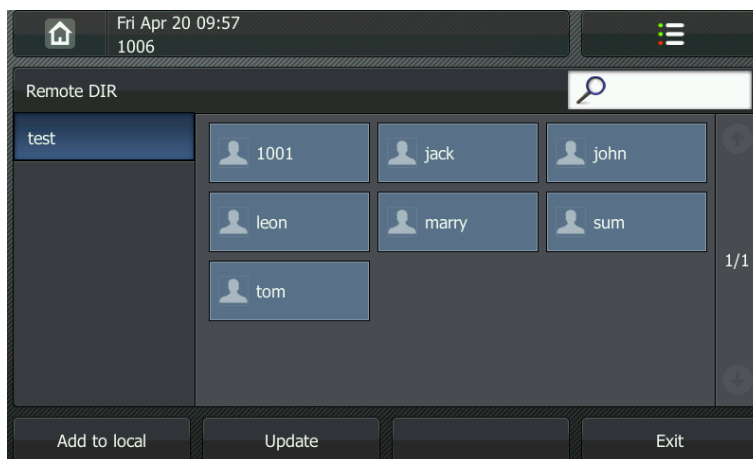 Fri Apr 20 09:57
1006
Remote DIR
test
1001 jack john
leon marry sum
1/1
tom
Add to local Update Exit